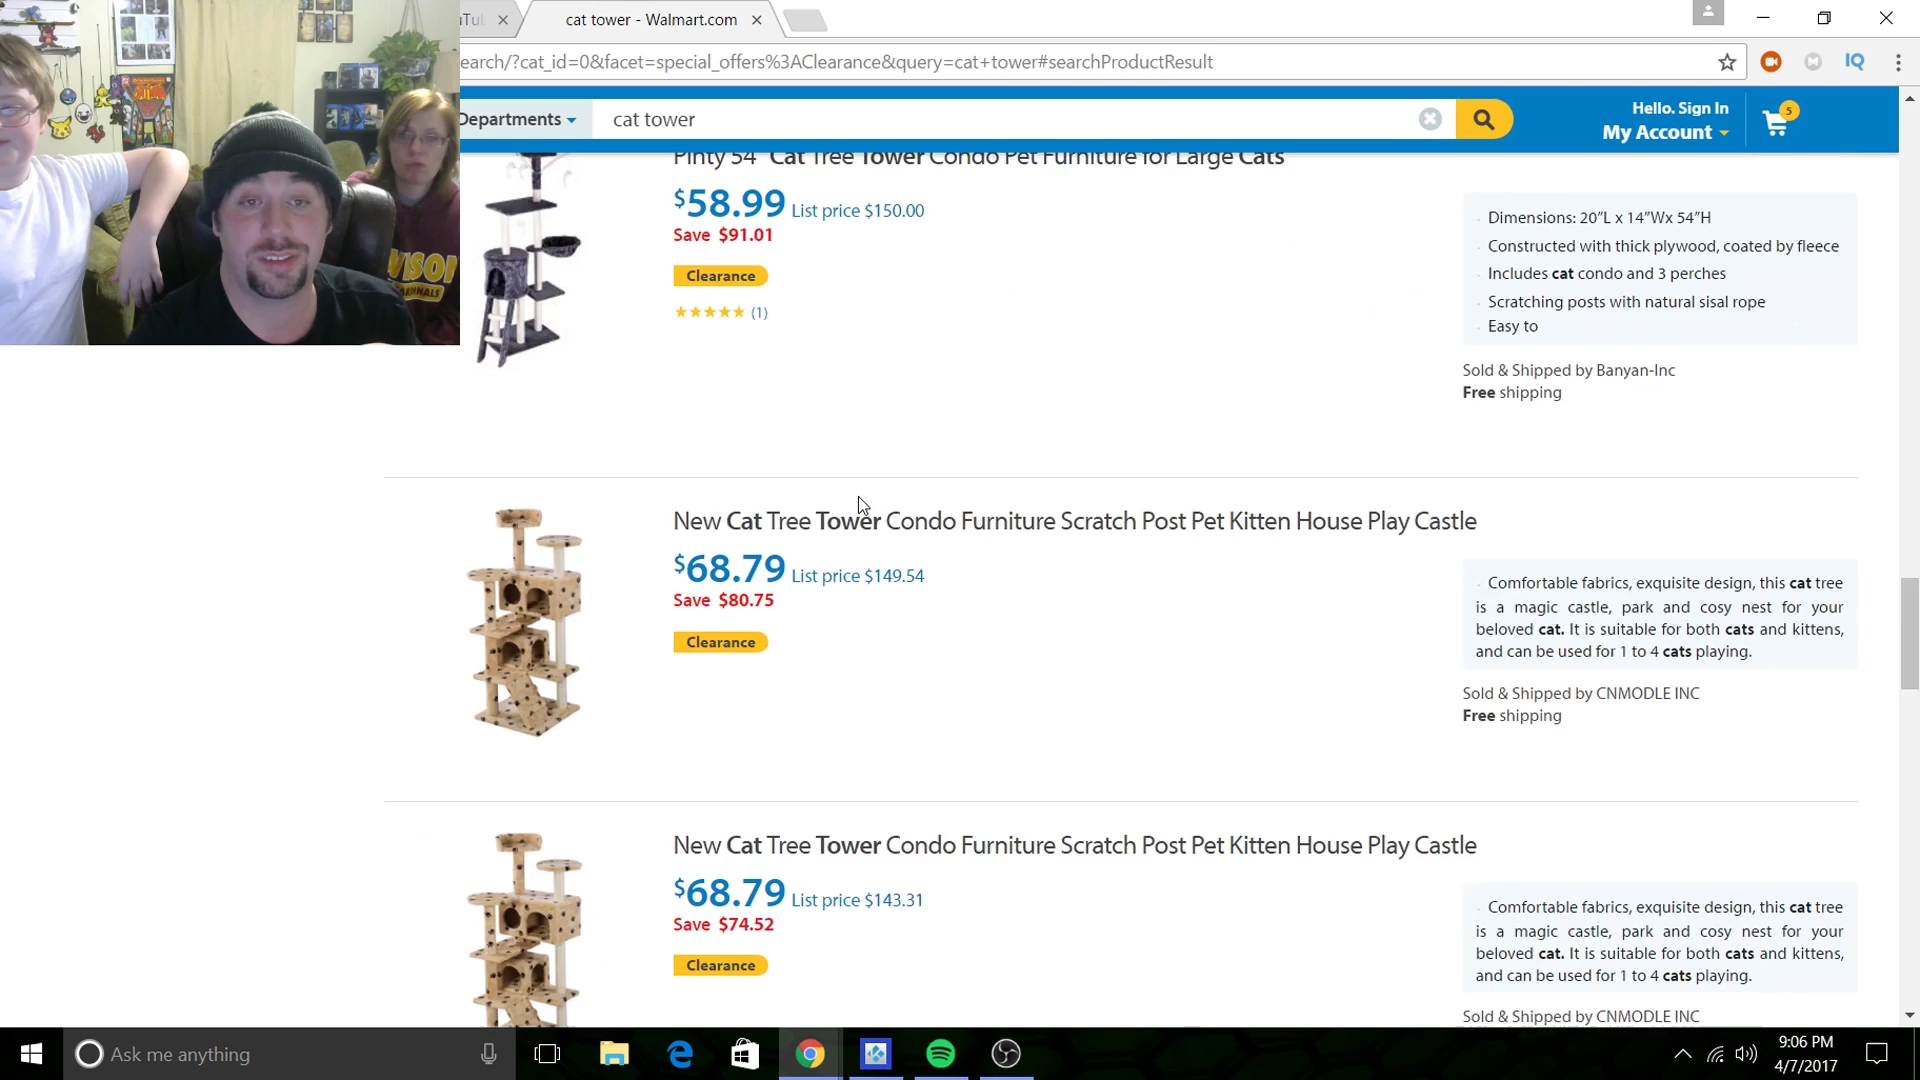 cat tower - Walmart.com
earch/?cat_id=0&facet=special_offers%3AClearance&query=cat+tower#searchProductResult
IQ
Departments
cat tower
Hello. Sign In
My Account
5
Pinty 54" Cat Tree Tower Condo Pet Furniture for Large Cats
$58.99 List price $150.00
Save $91.01
Clearance
(1)
Dimensions: 20”L x 14”Wx 54”H
Constructed with thick plywood, coated by fleece
Includes cat condo and 3 perches
Scratching posts with natural sisal rope
Easy to
Sold & Shipped by Banyan-Inc
Free shipping
New Cat Tree Tower Condo Furniture Scratch Post Pet Kitten House Play Castle
$68.79 List price $149.54
Save $80.75
Clearance
Comfortable fabrics, exquisite design, this cat tree
is a magic castle, park and cosy nest for your
beloved cat. It is suitable for both cats and kittens,
and can be used for 1 to 4 cats playing.
Sold & Shipped by CNMODLE INC
Free shipping
New Cat Tree Tower Condo Furniture Scratch Post Pet Kitten House Play Castle
$68.79 List price $143.31
Save $74.52
Clearance
Comfortable fabrics, exquisite design, this cat tree
is a magic castle, park and cosy nest for your
beloved cat. It is suitable for both cats and kittens,
and can be used for 1 to 4 cats playing.
Sold & Shipped by CNMODLE INC
Ask me anything
9:06 PM
4/7/2017